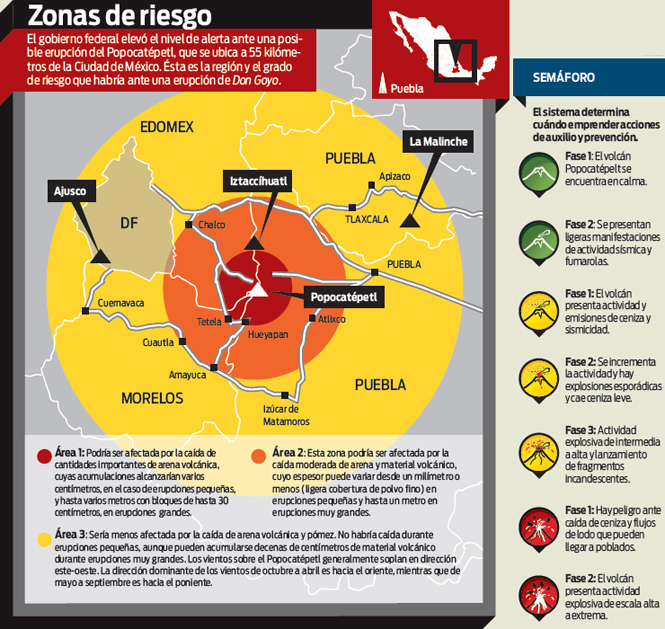 Zonas de riesgo
El gobierno federal elevó el nivel de alerta ante una posi-
ble erupción del Popocatépetl, que se ubica a 55 kilóme-
tros de la Ciudad de México. Ésta es la región y el grado
de riesgo que habría ante una erupción de Don Goyo.
Puebla
EDOMEX
PUEBLA
La Malinche
Iztaccíhuatl
Apizaco
Ajusco
TLAXCALA
DF
Chalco
PUEBLA
Popocatépetl
Cuernavaca
Tetela
Hueyapan
Atlixco
Cuautla
Amayuca
MORELOS
PUEBLA
Izúcar de
Matamoros
Área 1: Podría ser afectada por la caída de
cantidades importantes de arena volcánica,
cuyas acumulaciones alcanzarían varios
centímetros, en el caso de erupciones pequeñas,
y hasta varios metros con bloques de hasta 30
centímetros, en erupciones grandes.
Área 2: Esta zona podría ser afectada por la
caída moderada de arena y material volcánico,
cuyo espesor puede variar desde un milímetro o
menos (ligera cobertura de polvo fino) en
erupciones pequeñas y hasta un metro en
erupciones muy grandes.
Área 3: Sería menos afectada por la caída de arena volcánica y pómez. No habría caída durante
erupciones pequeñas, aunque pueden acumularse decenas de centímetros de material volcánico
durante erupciones muy grandes. Los vientos sobre el Popocatépetl generalmente soplan en dirección
este-oeste. La dirección dominante de los vientos de octubre a abril es hacia el oriente, mientras que de
mayo a septiembre es hacia el poniente.
SEMÁFORO
El sistema determina
cuándo emprender acciones
de auxilio y prevención.
Fase 1: El volcán
Popocatépetl se
encuentra en calma.
Fase 2: Se presentan
ligeras manifestaciones
de actividad sísmica y
fumarolas.
Fase 1: El volcán
presenta actividad y
emisiones de ceniza y
sismicidad.
Fase 2: Se incrementa
la actividad y hay
explosiones esporádicas
y cae ceniza leve.
Fase 3: Actividad
explosiva de intermedia
a alta y lanzamiento
de fragmentos
incandescentes.
Fase 1: Hay peligro ante
caída de ceniza y flujos
de lodo que pueden
llegar a poblados.
Fase 2: El volcán
presenta actividad
explosiva de escala alta
a extrema.